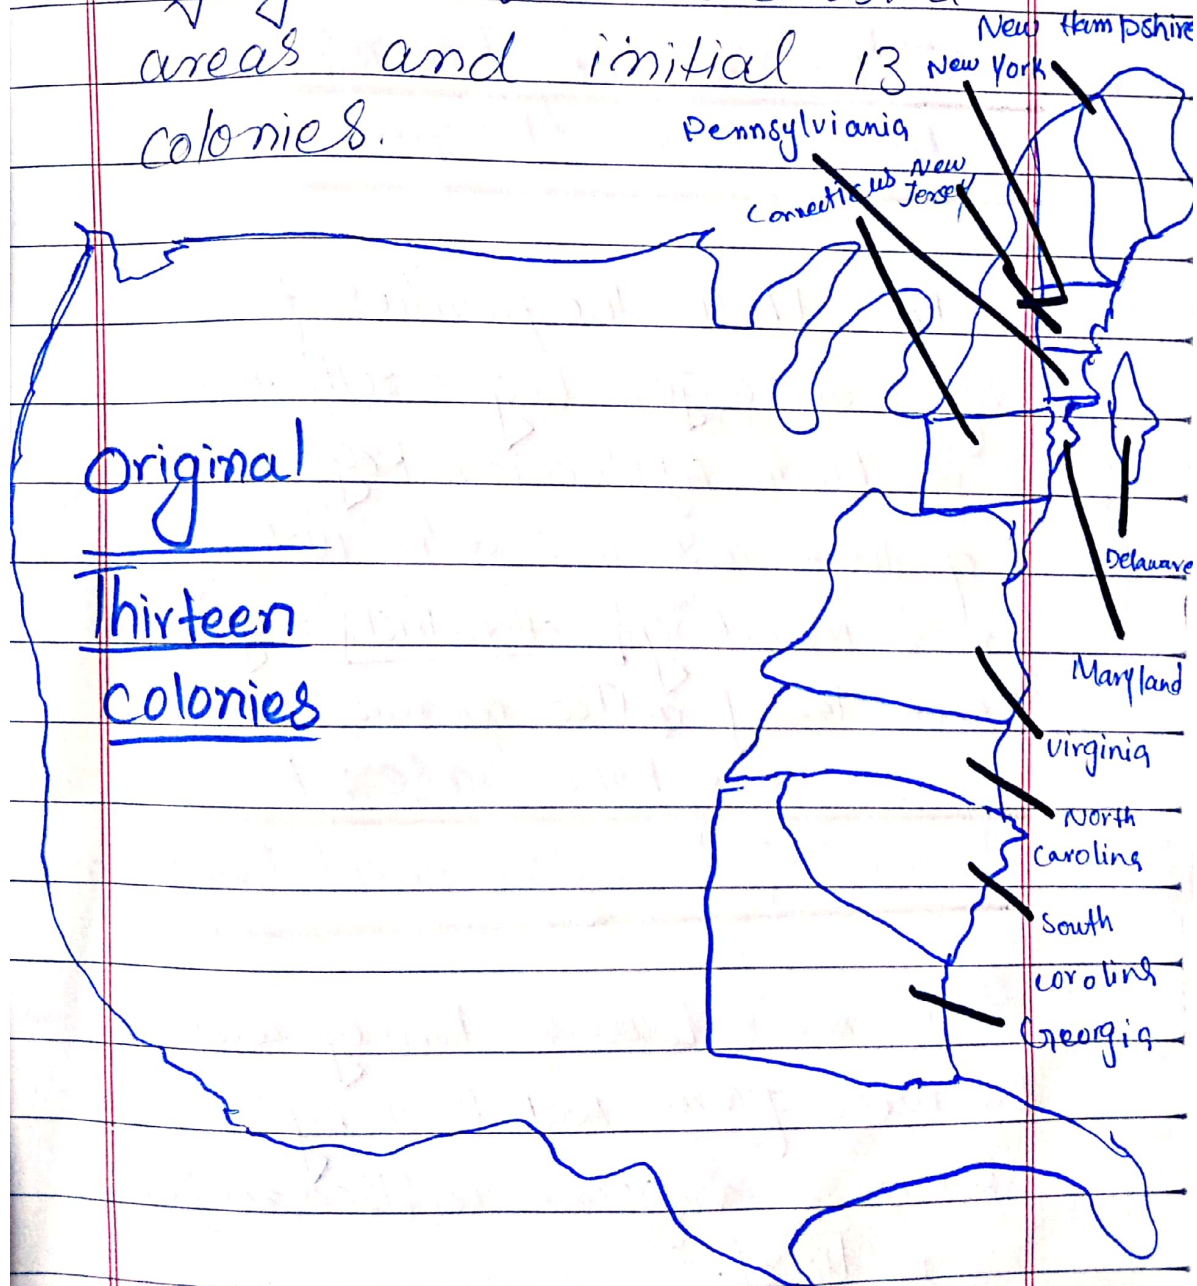 areas and initial 13
colonies.
New Hampshire
New York
Pennsylviania
Connecticus
New
Jersey
Original
Thirteen
colonies
Delaware
Maryland
virginia
North
carolina
South
corolina
Georgia